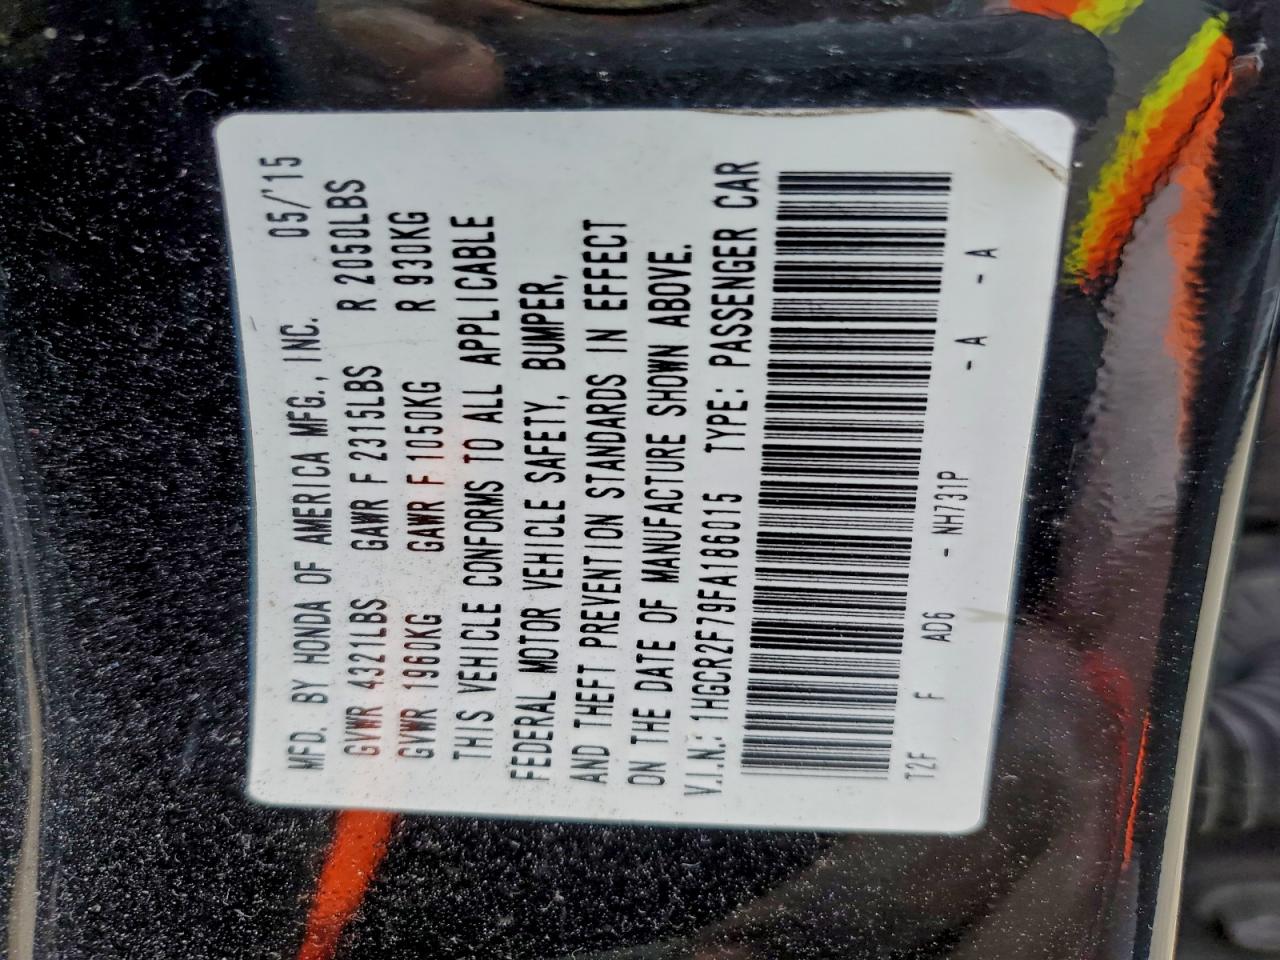 MFD. BY HONDA OF AMERICA MFG., INC. 05/'15
GVWR 4321LBS GAWR F 2315LBS R 2050LBS
GVWR 1960KG GAWR F 1050KG R 930KG
THIS VEHICLE CONFORMS TO ALL APPLICABLE
FEDERAL MOTOR VEHICLE SAFETY, BUMPER,
AND THEFT PREVENTION STANDARDS IN EFFECT
ON THE DATE OF MANUFACTURE SHOWN ABOVE.
V.I.N.: 1HGCR2F79FA186015 TYPE: PASSENGER CAR
T2F F AD6 - NH731P - A - A